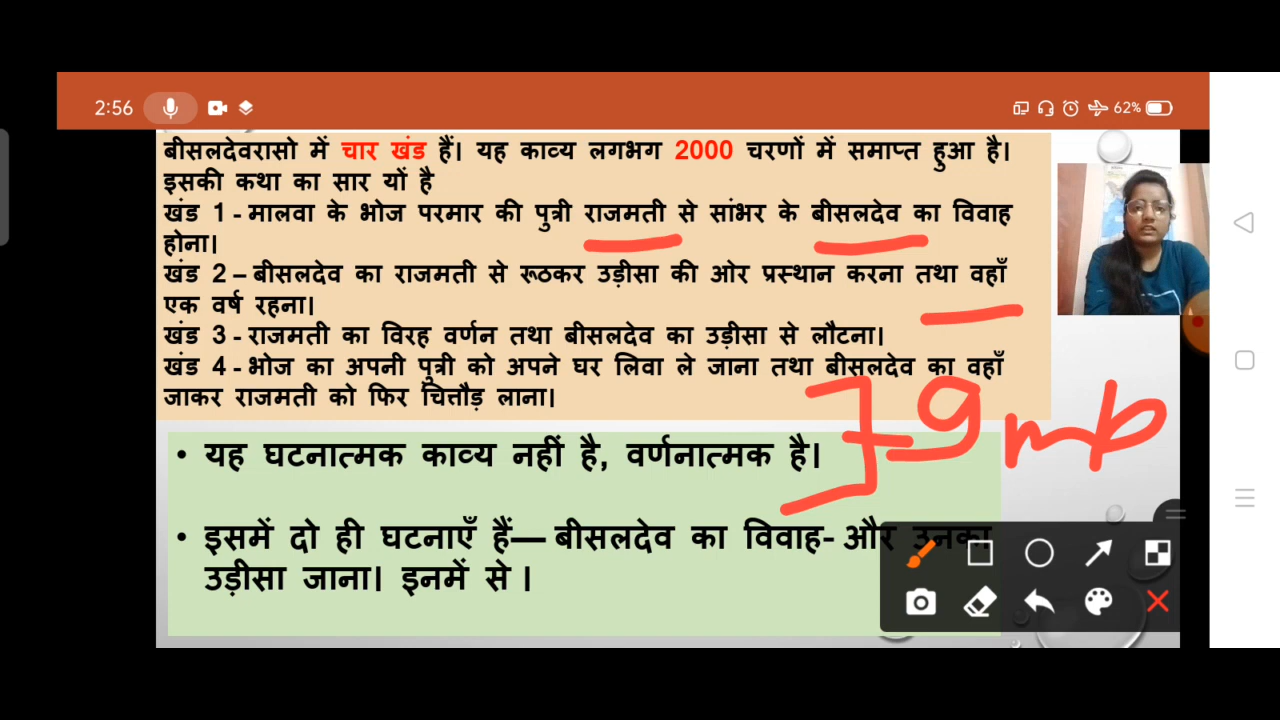 2:56
62%
बीसलदेवरासो में चार खंड हैं। यह काव्य लगभग 2000 चरणों में समाप्त हुआ है।
इसकी कथा का सार यों है
खंड 1 - मालवा के भोज परमार की पुत्री राजमती से सांभर के बीसलदेव का विवाह
होना।
खंड 2 – बीसलदेव का राजमती से रूठकर उड़ीसा की ओर प्रस्थान करना तथा वहाँ
एक वर्ष रहना।
खंड 3 - राजमती का विरह वर्णन तथा बीसलदेव का उड़ीसा से लौटना।
खंड 4 - भोज का अपनी पुत्री को अपने घर लिवा ले जाना तथा बीसलदेव का वहाँ
जाकर राजमती को फिर चित्तौड़ लाना।
• यह घटनात्मक काव्य नहीं है, वर्णनात्मक है।
• इसमें दो ही घटनाएँ हैं— बीसलदेव का विवाह- और उनका
उड़ीसा जाना। इनमें से ।